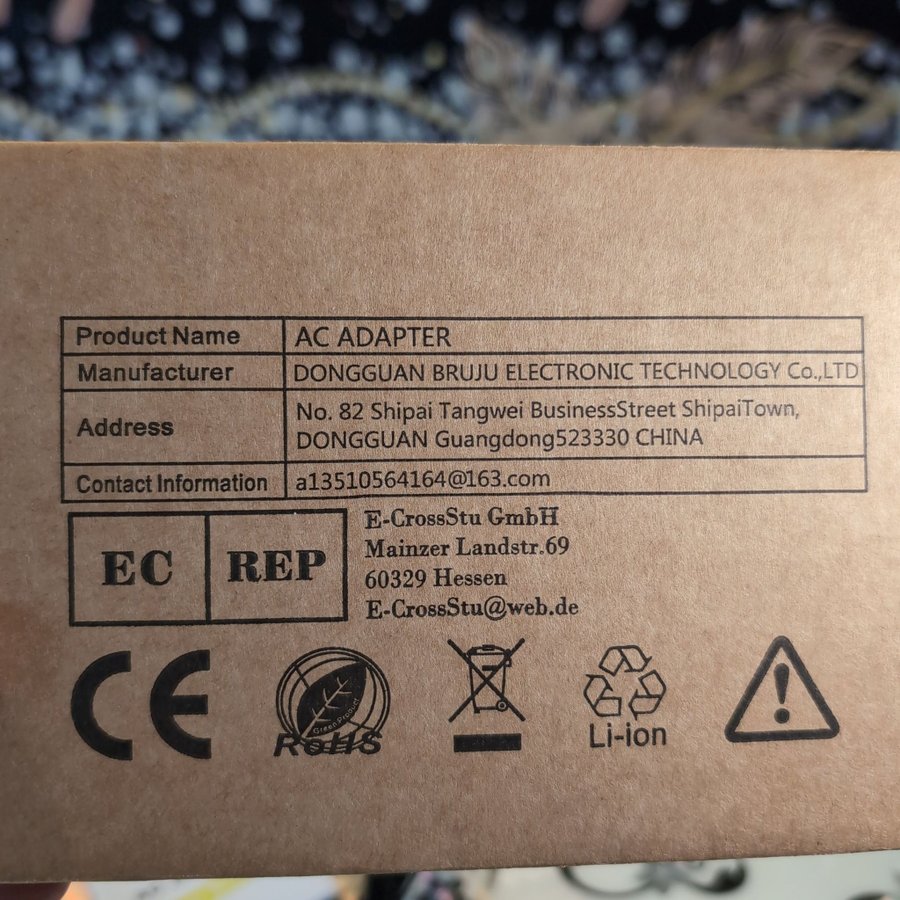 Product Name AC ADAPTER
Manufacturer DONGGUAN BRUJU ELECTRONIC TECHNOLOGY Co.,LTD
Address No. 82 Shipai Tangwei BusinessStreet ShipaiTown,
DONGGUAN Guangdong523330 CHINA
Contact Information a13510564164@163.com
EC REP
E-CrossStu GmbH
Mainzer Landstr.69
60329 Hessen
E-CrossStu@web.de
CE
Green Product
RoHS
Li-ion